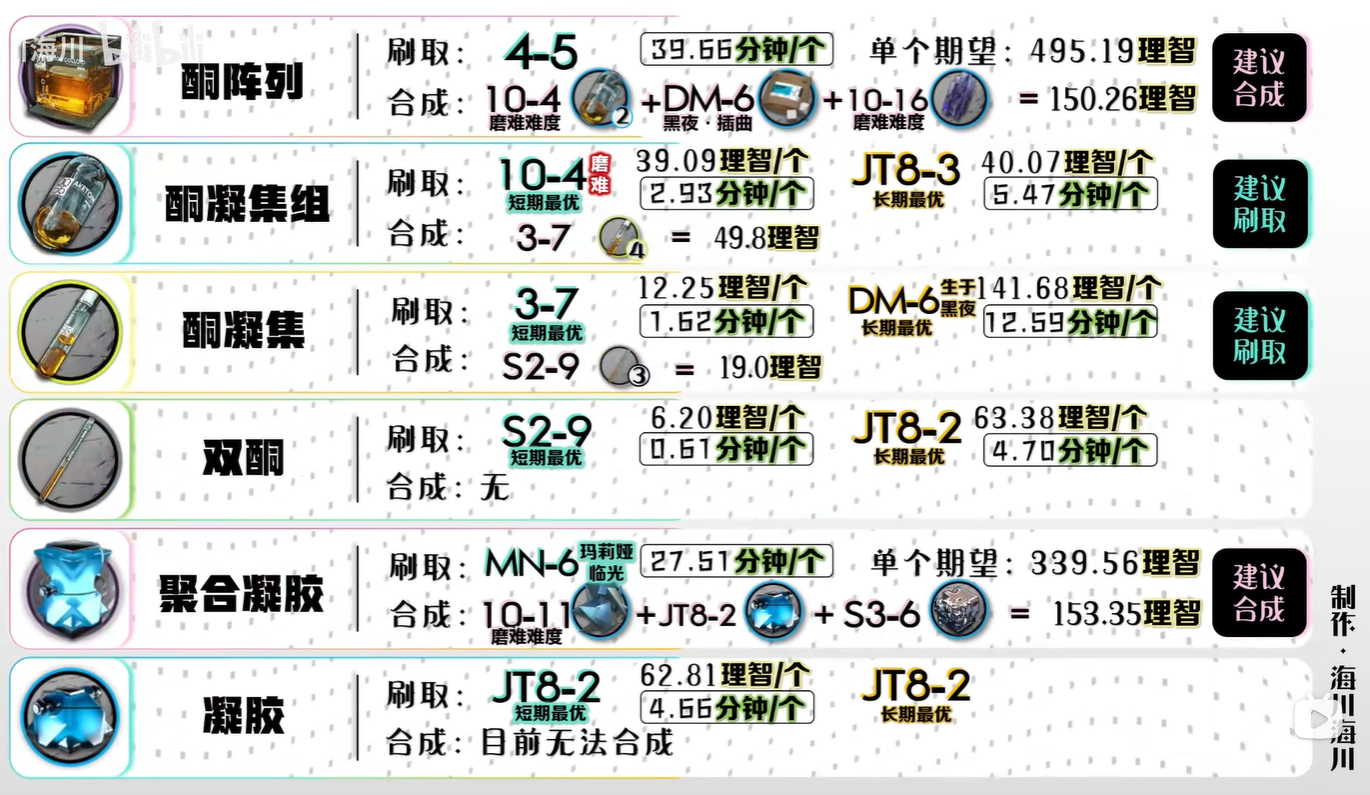 海川 bilibili
酮阵列
刷取： 4-5 39.66分钟/个 单个期望：495.19理智
合成：10-4 磨难难度 2 +DM-6 黑夜·插曲 +10-16 磨难难度 = 150.26理智
建议
合成
酮凝集组
刷取： 10-4 磨难 短期最优 39.09理智/个 2.93分钟/个 JT8-3 长期最优 40.07理智/个 5.47分钟/个
合成： 3-7 4 = 49.8理智
建议
刷取
酮凝集
刷取： 3-7 短期最优 12.25理智/个 1.62分钟/个 DM-6 生于黑夜 长期最优 141.68理智/个 12.59分钟/个
合成： S2-9 3 = 19.0理智
建议
刷取
双酮
刷取： S2-9 短期最优 6.20理智/个 0.61分钟/个 JT8-2 长期最优 63.38理智/个 4.70分钟/个
合成：无
聚合凝胶
刷取： MN-6 玛莉娅临光 27.51分钟/个 单个期望：339.56理智
合成：10-11 磨难难度 +JT8-2 + S3-6 = 153.35理智
建议
合成
凝胶
刷取： JT8-2 短期最优 62.81理智/个 4.66分钟/个 JT8-2 长期最优
合成：目前无法合成
制作·海川海川